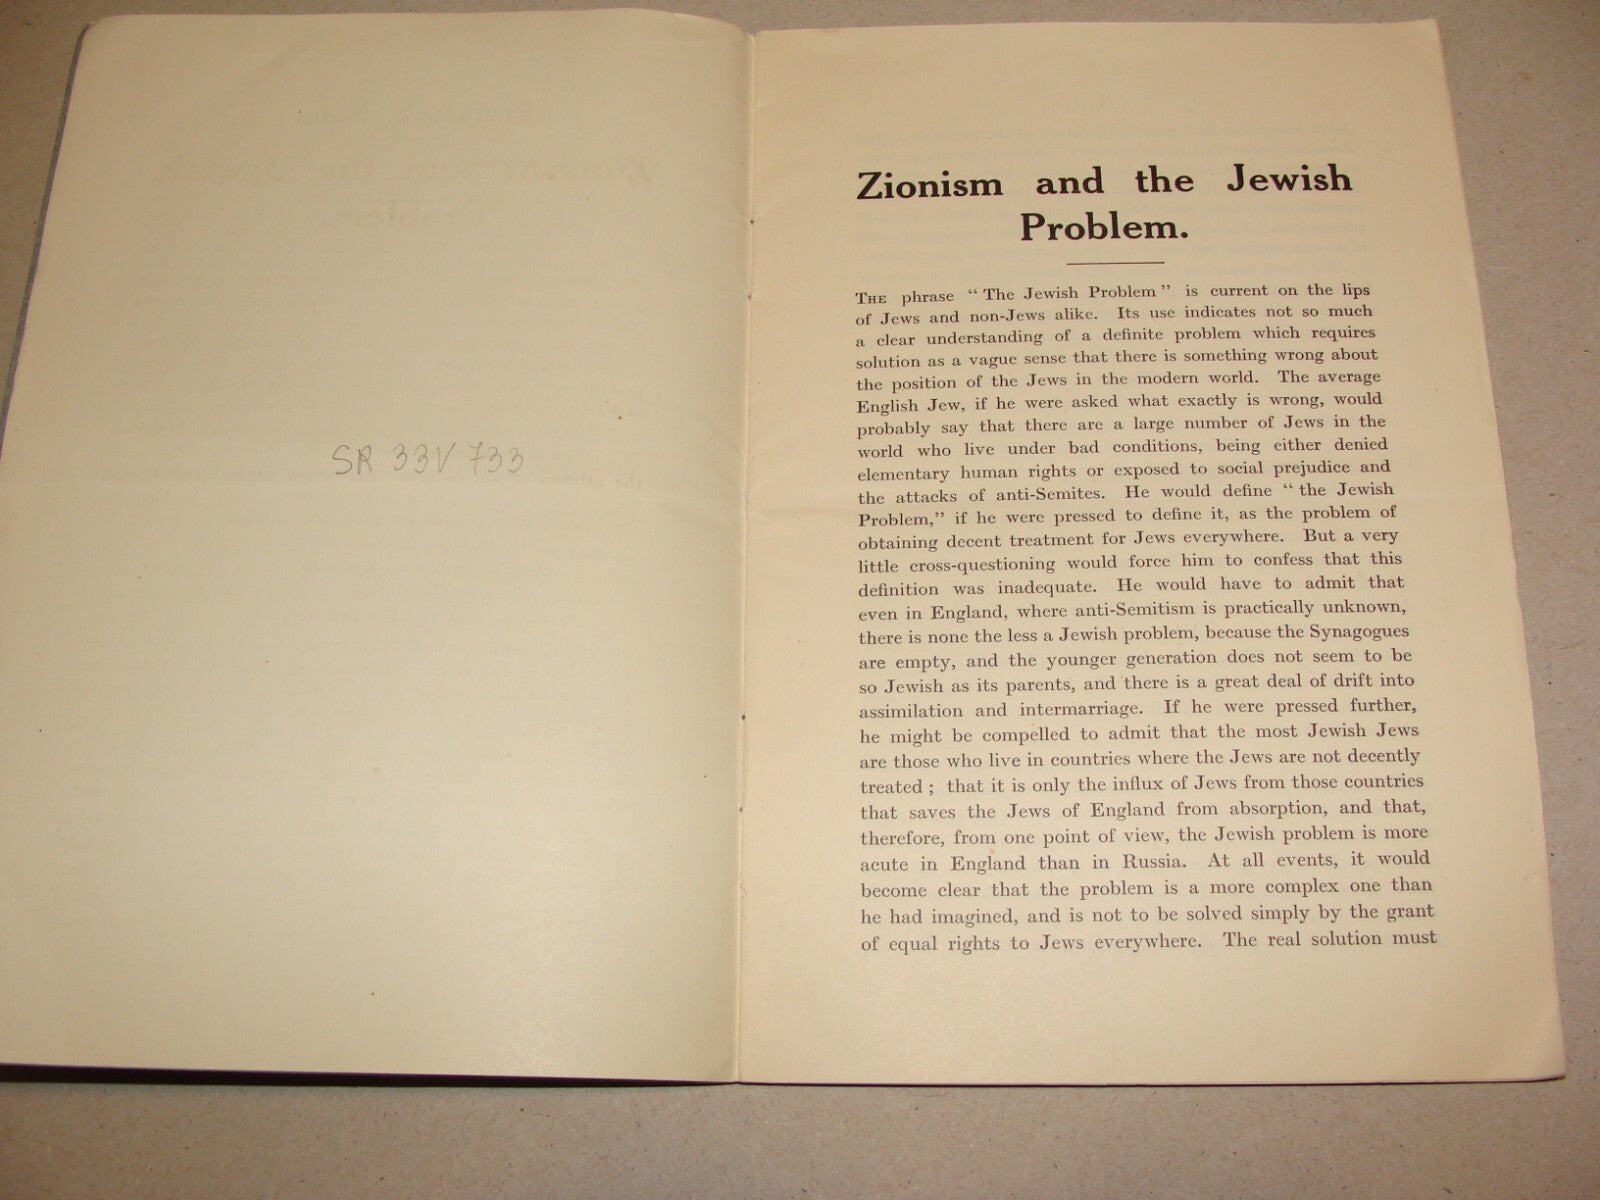 SR 33V 733
Zionism and the Jewish
Problem.
THE phrase “ The Jewish Problem ” is current on the lips
of Jews and non-Jews alike. Its use indicates not so much
a clear understanding of a definite problem which requires
solution as a vague sense that there is something wrong about
the position of the Jews in the modern world. The average
English Jew, if he were asked what exactly is wrong, would
probably say that there are a large number of Jews in the
world who live under bad conditions, being either denied
elementary human rights or exposed to social prejudice and
the attacks of anti-Semites. He would define “ the Jewish
Problem,” if he were pressed to define it, as the problem of
obtaining decent treatment for Jews everywhere. But a very
little cross-questioning would force him to confess that this
definition was inadequate. He would have to admit that
even in England, where anti-Semitism is practically unknown,
there is none the less a Jewish problem, because the Synagogues
are empty, and the younger generation does not seem to be
so Jewish as its parents, and there is a great deal of drift into
assimilation and intermarriage. If he were pressed further,
he might be compelled to admit that the most Jewish Jews
are those who live in countries where the Jews are not decently
treated ; that it is only the influx of Jews from those countries
that saves the Jews of England from absorption, and that,
therefore, from one point of view, the Jewish problem is more
acute in England than in Russia. At all events, it would
become clear that the problem is a more complex one than
he had imagined, and is not to be solved simply by the grant
of equal rights to Jews everywhere. The real solution must